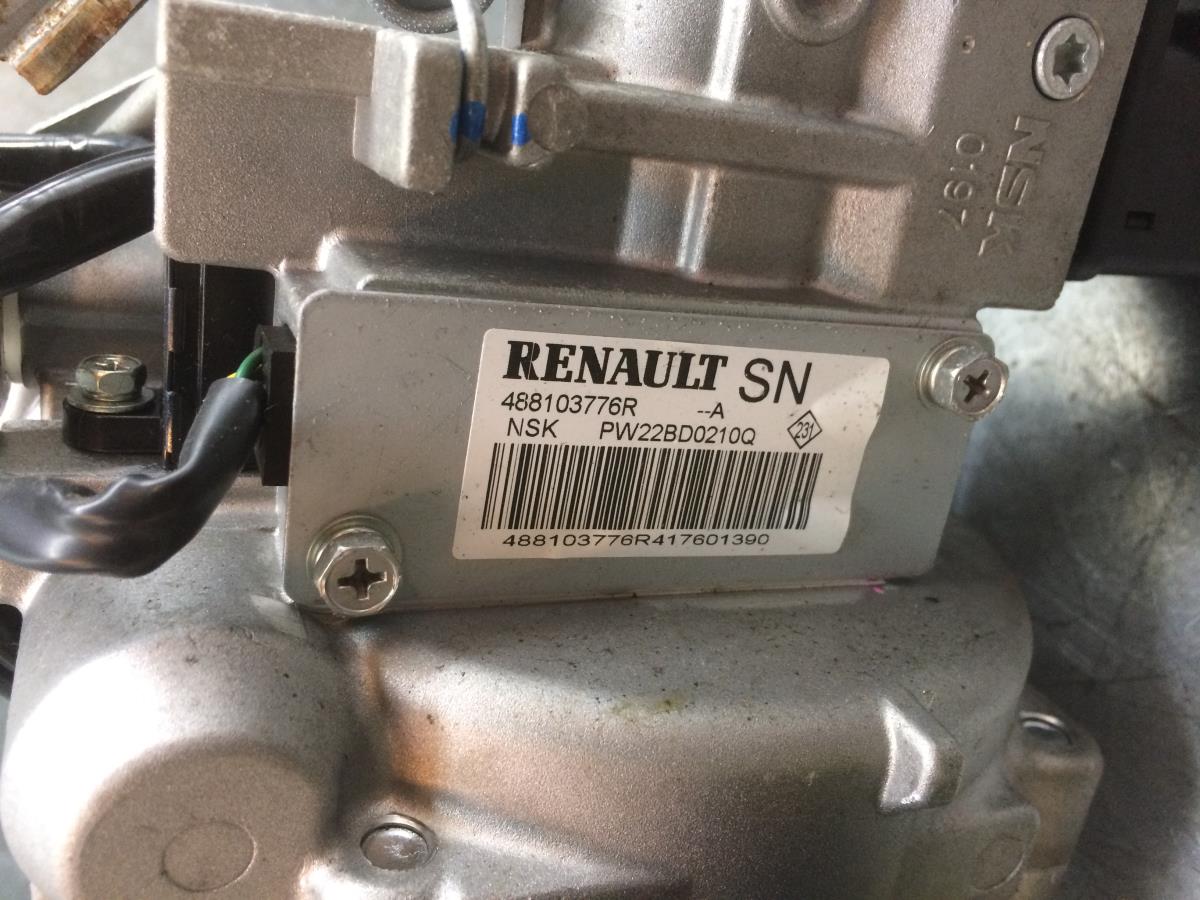 NSK
0197
RENAULT SN
488103776R --A
NSK PW22BD0210Q 231
488103776R417601390